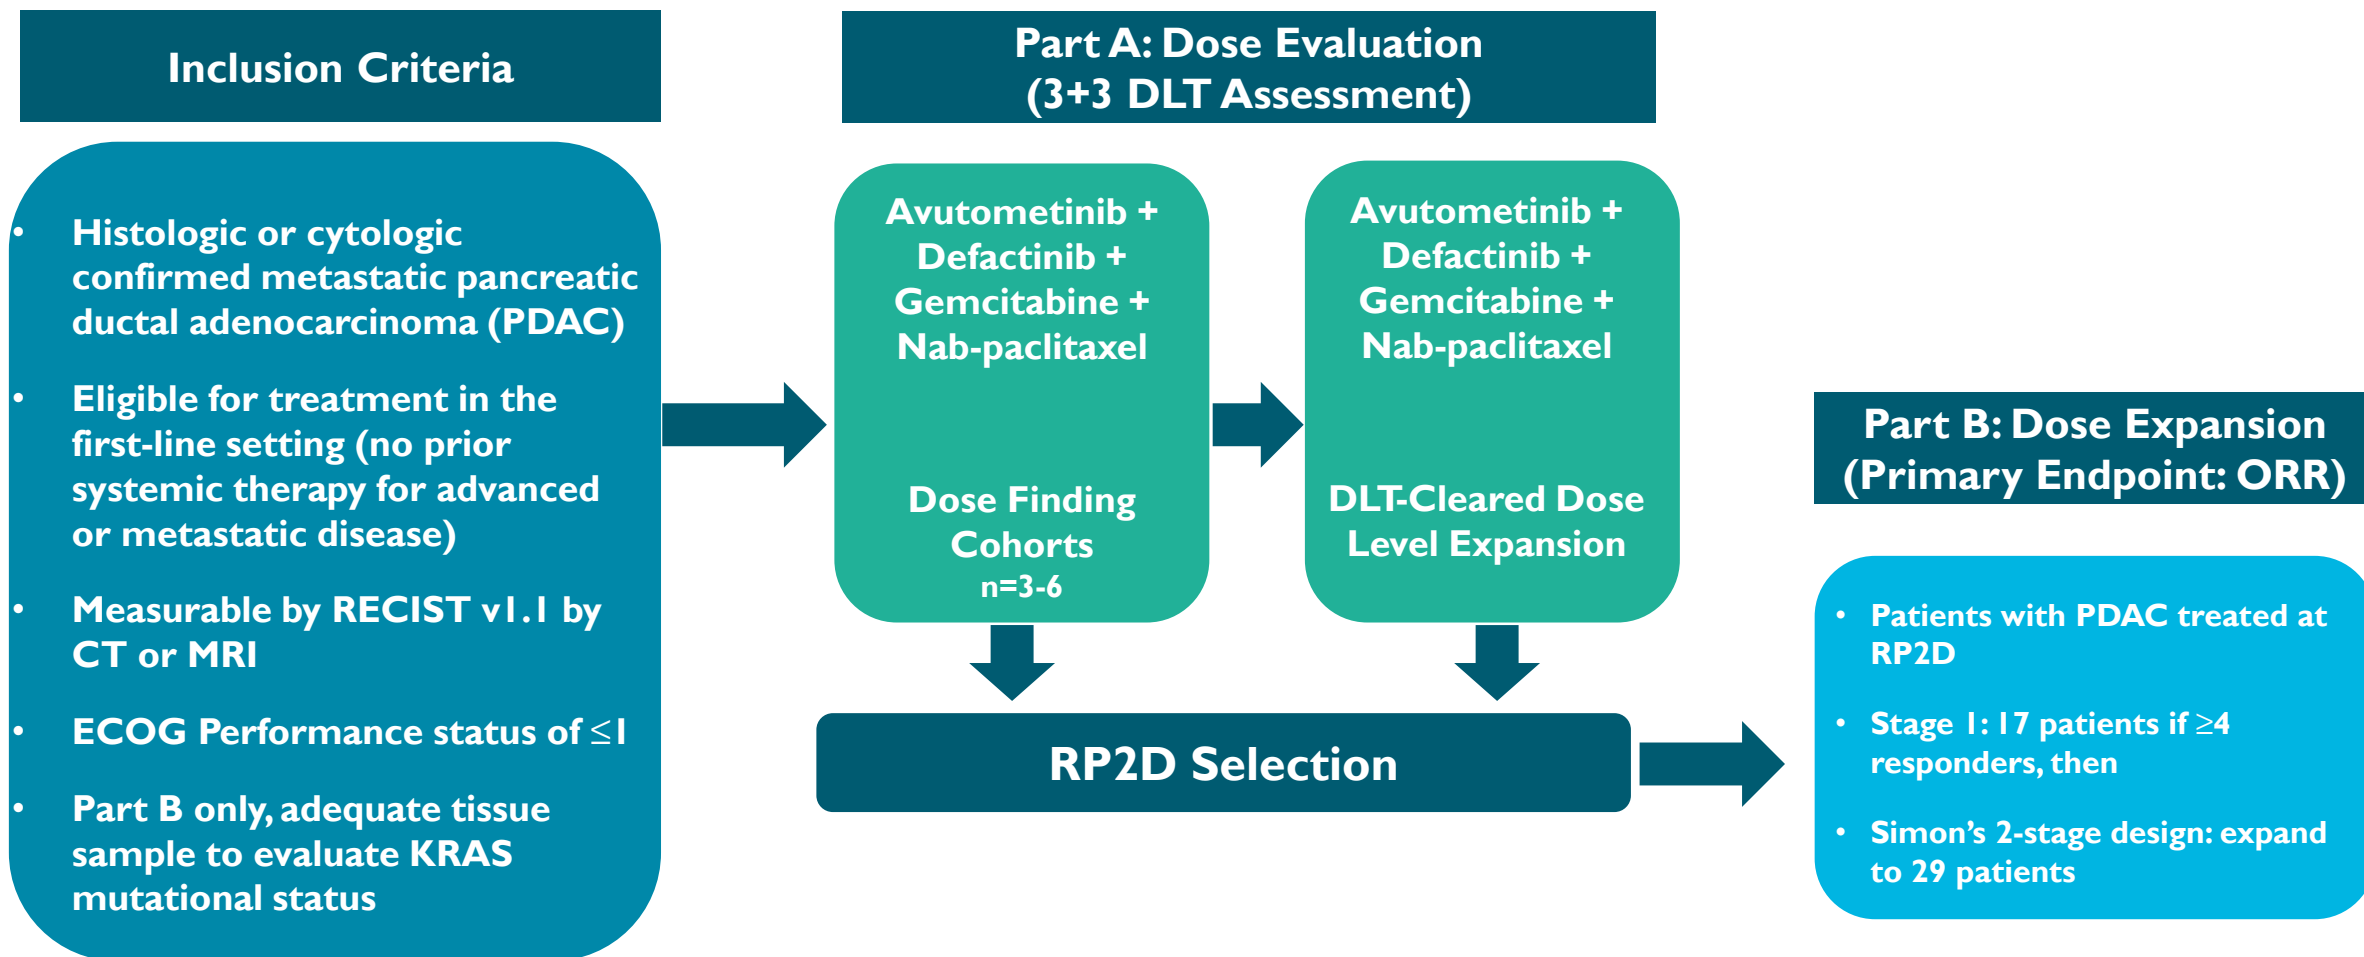 Inclusion Criteria
• Histologic or cytologic
confirmed metastatic pancreatic
ductal adenocarcinoma (PDAC)
• Eligible for treatment in the
first-line setting (no prior
systemic therapy for advanced
or metastatic disease)
• Measurable by RECIST v1.1 by
CT or MRI
• ECOG Performance status of ≤1
• Part B only, adequate tissue
sample to evaluate KRAS
mutational status
Part A: Dose Evaluation
(3+3 DLT Assessment)
Avutometinib +
Defactinib +
Gemcitabine +
Nab-paclitaxel
Dose Finding
Cohorts
n=3-6
Avutometinib +
Defactinib +
Gemcitabine +
Nab-paclitaxel
DLT-Cleared Dose
Level Expansion
RP2D Selection
Part B: Dose Expansion
(Primary Endpoint: ORR)
• Patients with PDAC treated at
RP2D
• Stage 1: 17 patients if ≥4
responders, then
• Simon’s 2-stage design: expand
to 29 patients